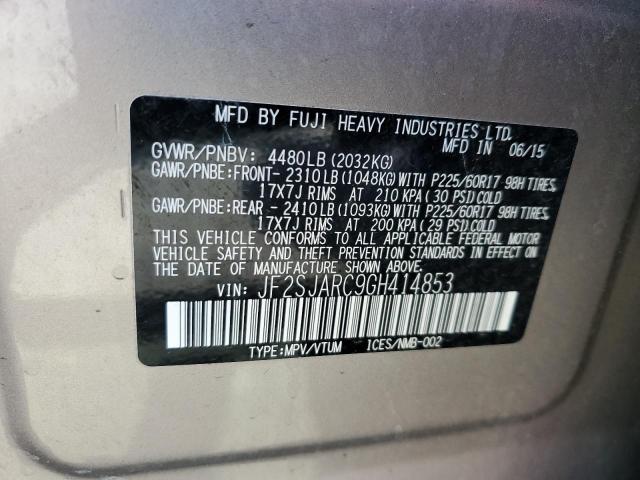 MFD BY FUJI HEAVY INDUSTRIES LTD.
MFD IN 06/15
GVWR/PNBV: 4480LB(2032KG)
GAWR/PNBE:FRONT- 2310LB(1048KG)WITH P225/60R17 98H TIRES,
17X7J RIMS AT 210 KPA(30 PSI)COLD
GAWR/PNBE:REAR - 2410LB(1093KG)WITH P225/60R17 98H TIRES,
17X7J RIMS AT 200 KPA(29 PSI)COLD
THIS VEHICLE CONFORMS TO ALL APPLICABLE FEDERAL MOTOR
VEHICLE SAFETY AND THEFT PREVENTION STANDARDS IN EFFECT ON
THE DATE OF MANUFACTURE SHOWN ABOVE.
VIN: JF2SJARC9GH414853
TYPE:MPV/VTUM ICES/NMB-002